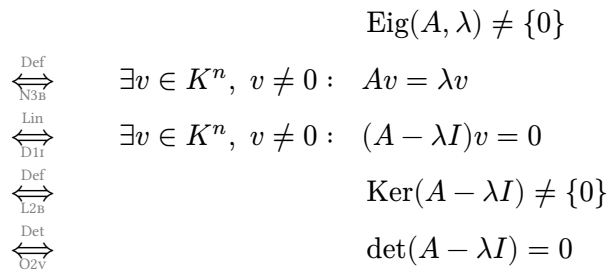 Eig(A, λ) ≠ {0}
Def ⟺ N3B ∃v ∈ Kⁿ, v ≠ 0 : Av = λv
Lin ⟺ D1I ∃v ∈ Kⁿ, v ≠ 0 : (A − λI)v = 0
Def ⟺ L2B Ker(A − λI) ≠ {0}
Det ⟺ O2V det(A − λI) = 0